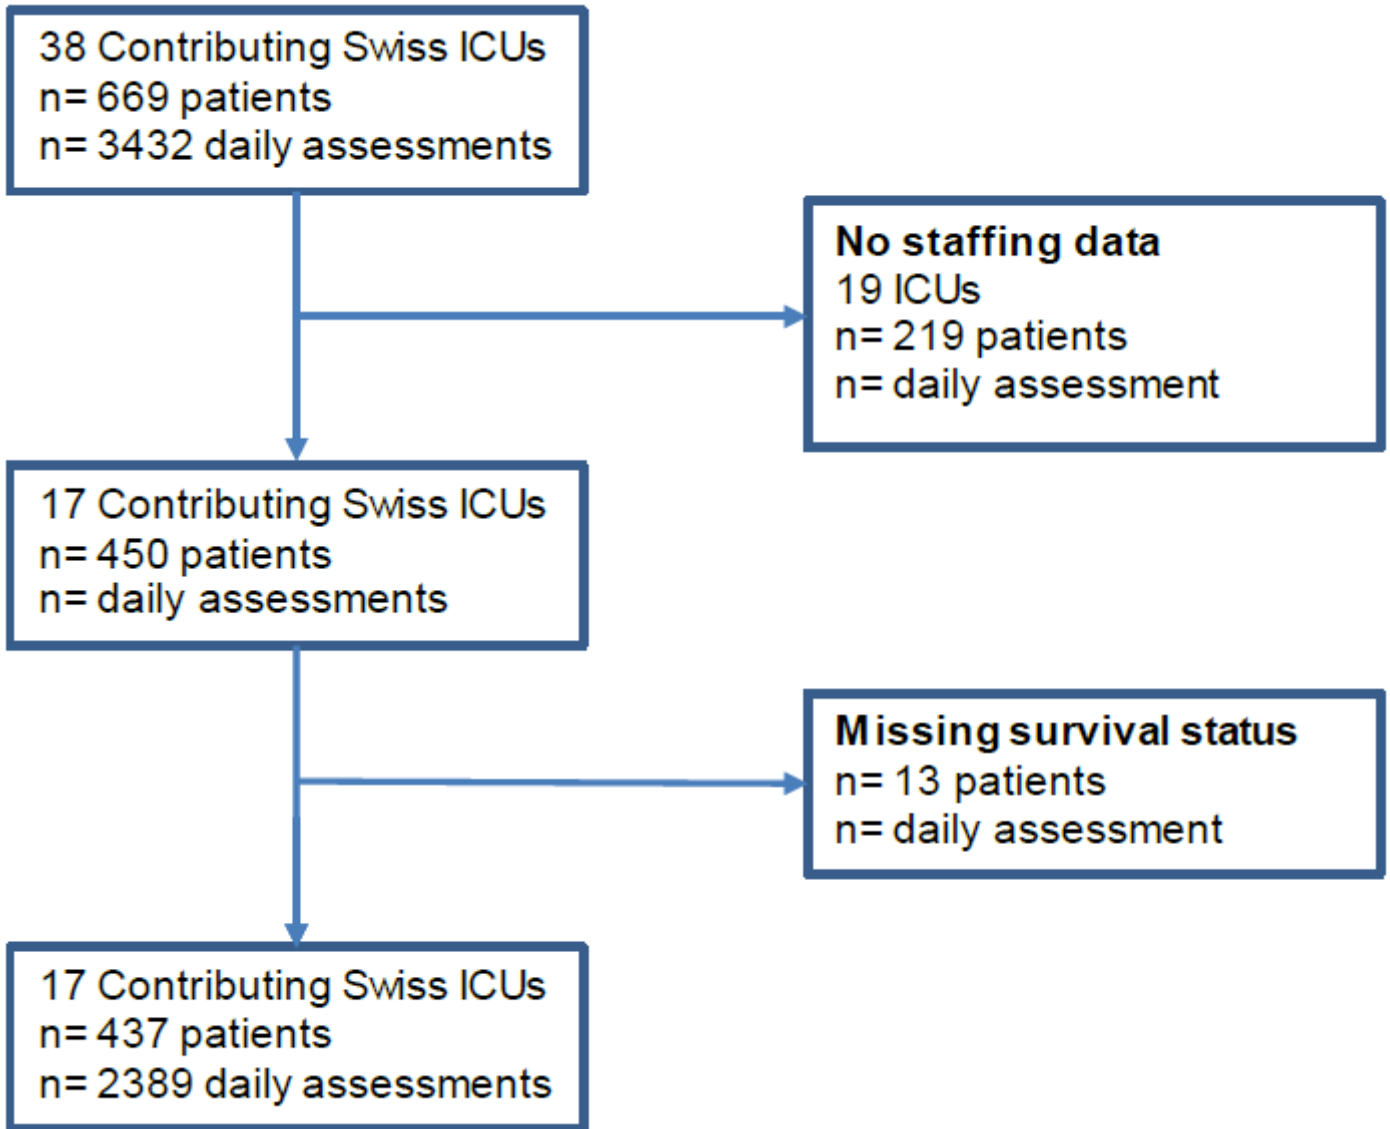 38 Contributing Swiss ICUs
n= 669 patients
n= 3432 daily assessments
No staffing data
19 ICUs
n= 219 patients
n= daily assessment
17 Contributing Swiss ICUs
n= 450 patients
n= daily assessments
Missing survival status
n= 13 patients
n= daily assessment
17 Contributing Swiss ICUs
n= 437 patients
n= 2389 daily assessments